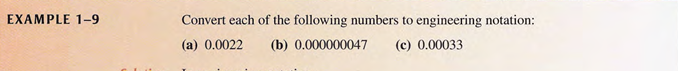 EXAMPLE 1–9 Convert each of the following numbers to engineering notation:
(a) 0.0022 (b) 0.000000047 (c) 0.00033